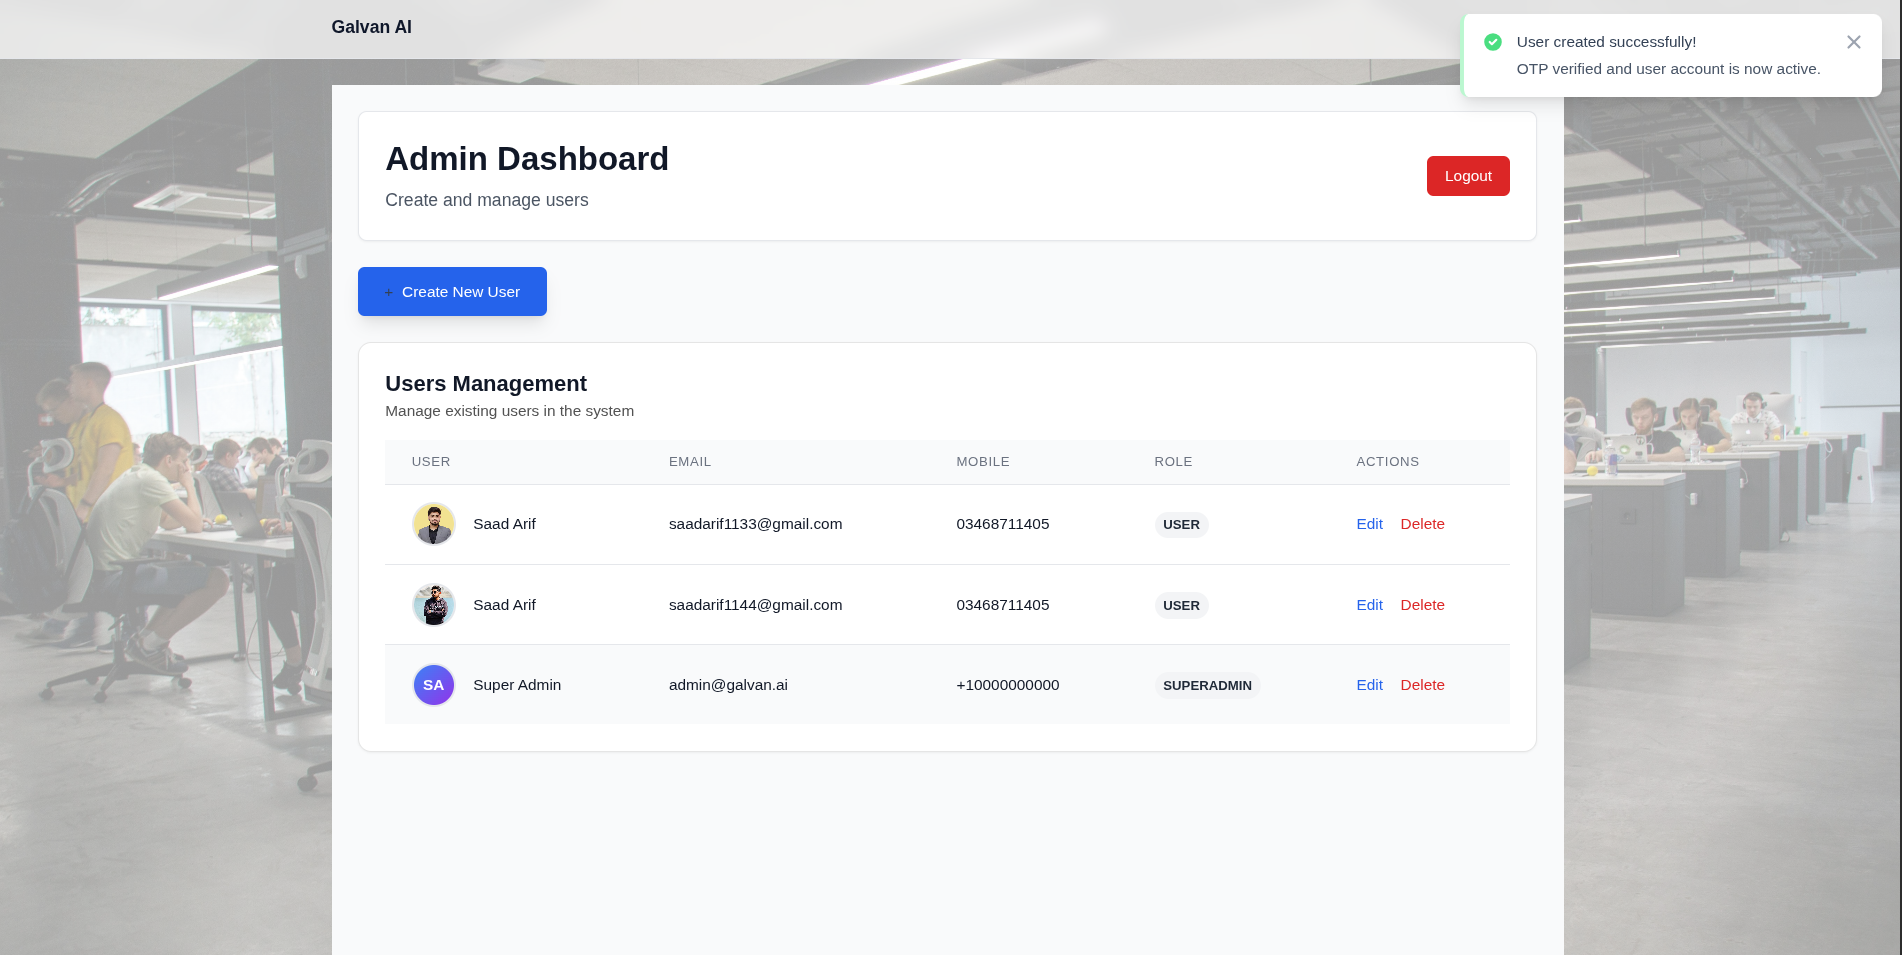 Galvan AI
User created successfully!
OTP verified and user account is now active.
Admin Dashboard
Create and manage users
Logout
+ Create New User
Users Management
Manage existing users in the system
USER EMAIL MOBILE ROLE ACTIONS
Saad Arif saadarif1133@gmail.com 03468711405 USER Edit Delete
Saad Arif saadarif1144@gmail.com 03468711405 USER Edit Delete
SA Super Admin admin@galvan.ai +10000000000 SUPERADMIN Edit Delete